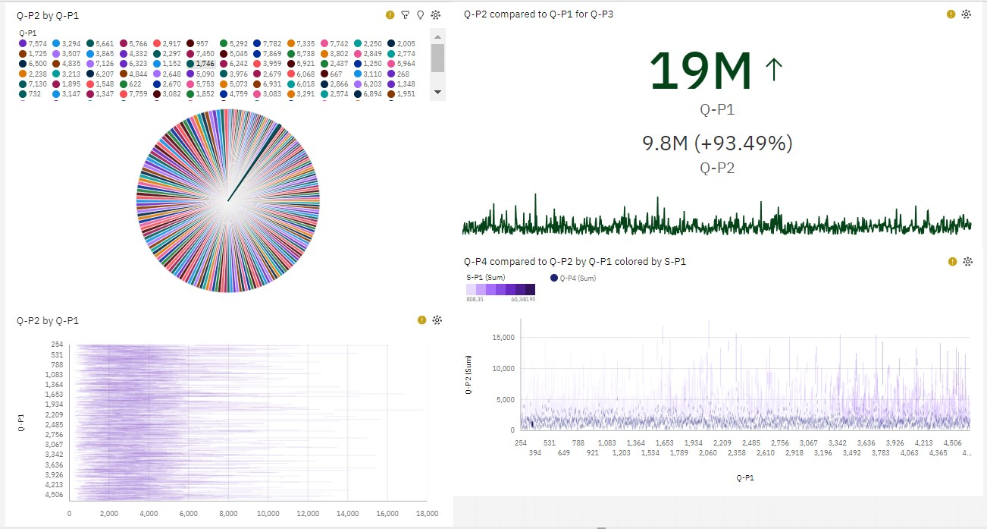 Q-P2 by Q-P1
Q-P1
7,574 3,294 5,661 5,766 2,917 957 5,292 7,782 7,335 7,742 2,250 2,005
1,725 3,507 3,865 4,332 2,297 7,450 5,045 7,869 5,738 3,802 2,849 2,774
6,500 4,835 7,126 6,323 1,152 1,746 6,242 3,959 5,921 2,437 1,250 5,964
2,238 3,213 6,207 4,844 2,648 5,090 3,976 2,679 6,068 667 3,110 268
7,130 1,895 1,548 622 2,670 5,753 5,073 6,931 6,018 2,866 6,203 1,348
732 3,147 1,347 7,759 3,082 1,852 4,759 3,083 3,291 2,574 6,894 1,951
Q-P2 by Q-P1
254
531
788
1,083
1,364
1,653
1,934
2,209
2,485
2,756
3,067
3,342
3,636
3,926
4,213
4,506
Q-P1
0 2,000 4,000 6,000 8,000 10,000 12,000 14,000 16,000 18,000
Q-P2 compared to Q-P1 for Q-P3
19M ↑
Q-P1
9.8M (+93.49%)
Q-P2
Q-P4 compared to Q-P2 by Q-P1 colored by S-P1
S-P1 (Sum)
Q-P4 (Sum)
Q-P2 (Sum)
15,000
10,000
5,000
0
254 531 788 1,083 1,364 1,653 1,934 2,209 2,485 2,756 3,067 3,342 3,636 3,926 4,213 4,506
394 649 921 1,203 1,534 1,789 2,060 2,358 2,610 2,918 3,196 3,489 3,783 4,063 4,365 4..
Q-P1